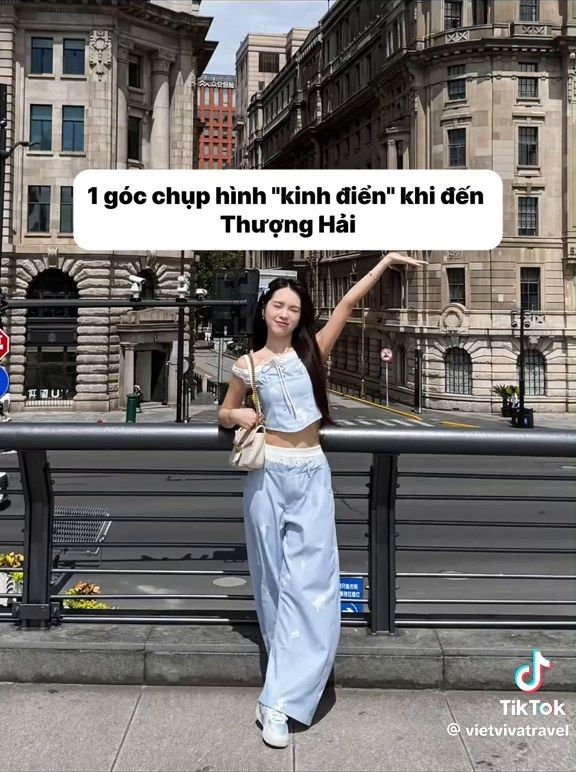 1 góc chụp hình "kinh điển" khi đến
Thượng Hải
TikTok
@ vietvivatravel